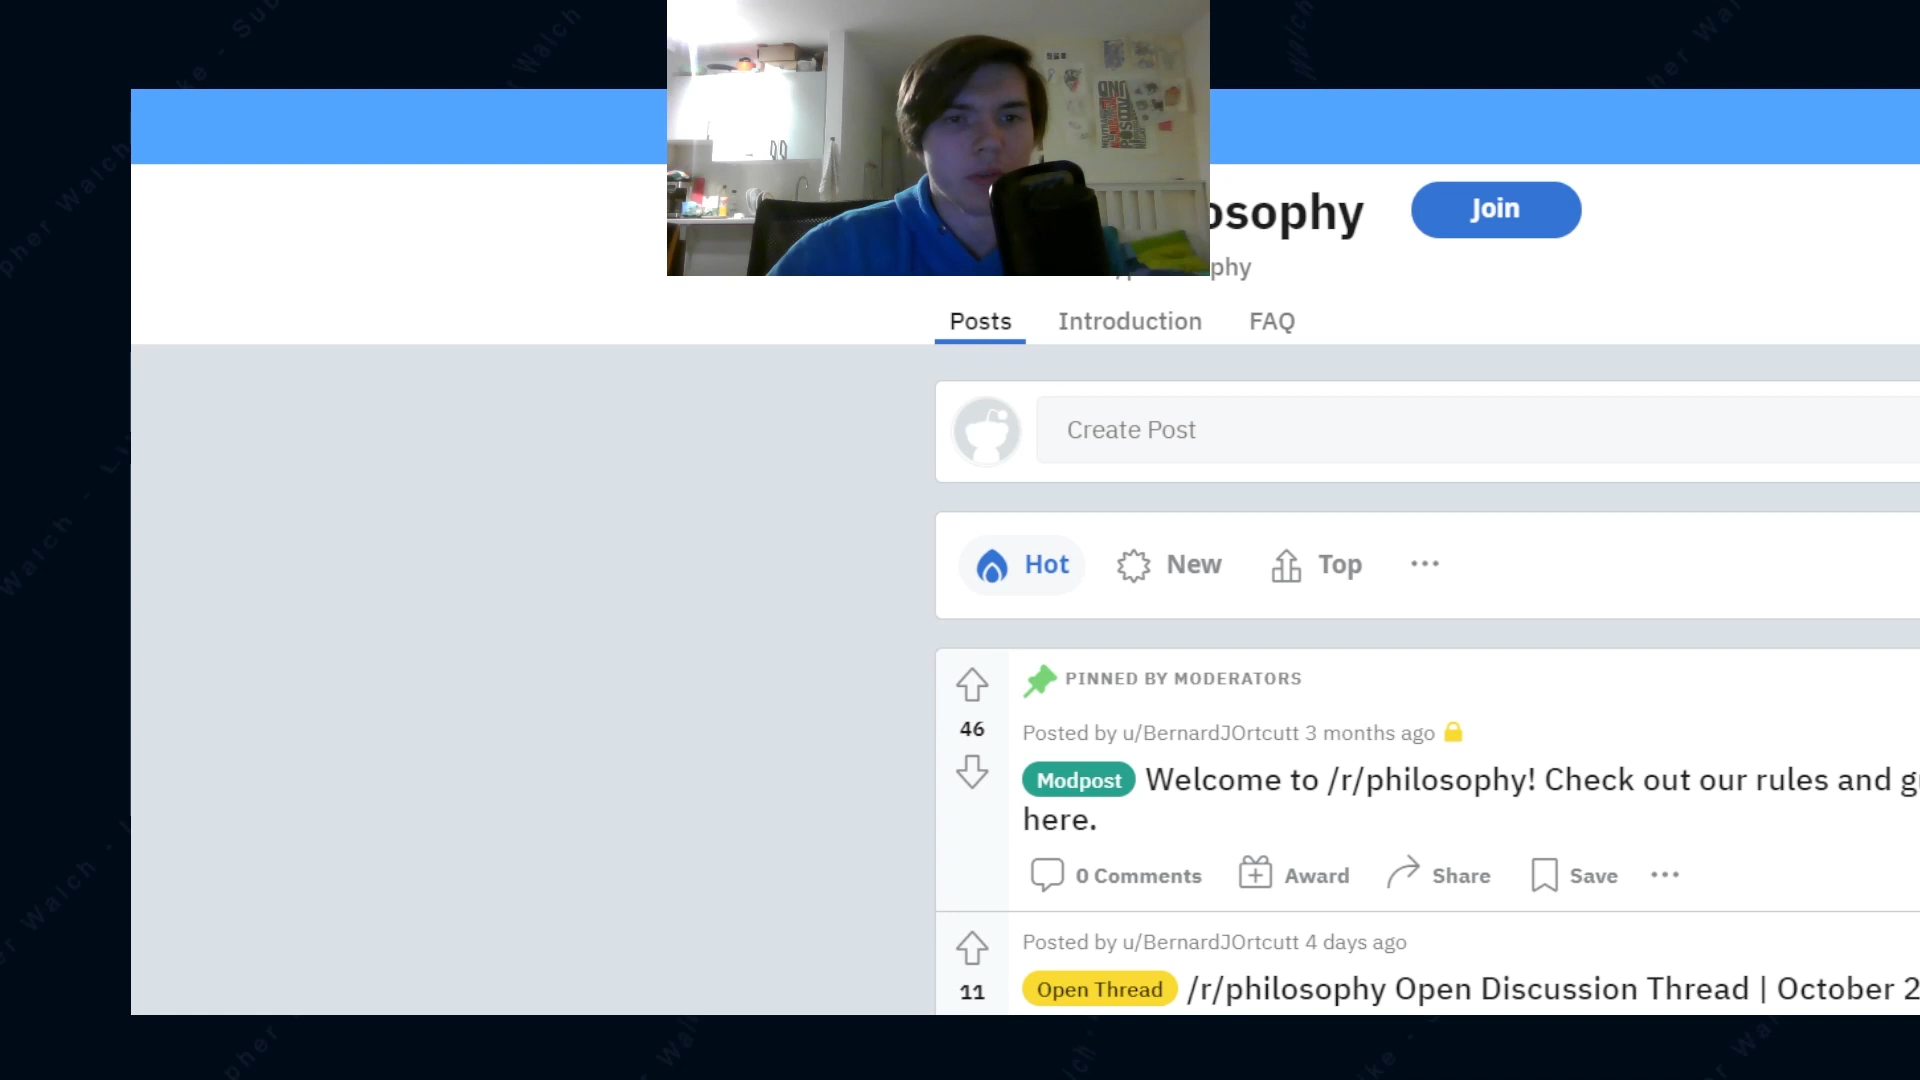 osophy
Join
phy
Posts Introduction FAQ
Create Post
Hot New Top
PINNED BY MODERATORS
46
Posted by u/BernardJOrtcutt 3 months ago
Modpost Welcome to /r/philosophy! Check out our rules and g
here.
0 Comments Award Share Save
Posted by u/BernardJOrtcutt 4 days ago
11
Open Thread /r/philosophy Open Discussion Thread | October 2